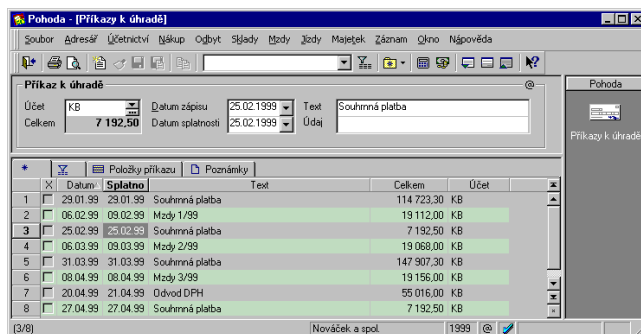 Pohoda - [Příkazy k úhradě]
Soubor Adresář Účetnictví Nákup Odbyt Sklady Mzdy Jízdy Majetek Záznam Okno Nápověda
Příkaz k úhradě @
Účet KB Datum zápisu 25.02.1999 Text Souhrnná platba
Celkem 7 192,50 Datum splatnosti 25.02.1999 Údaj
Pohoda
Příkazy k úhradě
* Položky příkazu Poznámky
X Datum Splatno Text Celkem Účet
1 29.01.99 29.01.99 Souhrnná platba 114 723,30 KB
2 06.02.99 09.02.99 Mzdy 1/99 19 112,00 KB
3 25.02.99 25.02.99 Souhrnná platba 7 192,50 KB
4 06.03.99 09.03.99 Mzdy 2/99 19 068,00 KB
5 31.03.99 31.03.99 Souhrnná platba 147 907,30 KB
6 08.04.99 08.04.99 Mzdy 3/99 19 156,00 KB
7 20.04.99 21.04.99 Odvod DPH 55 016,00 KB
8 27.04.99 27.04.99 Souhrnná platba 7 192,50 KB
(3/8) Nováček a spol. 1999 @